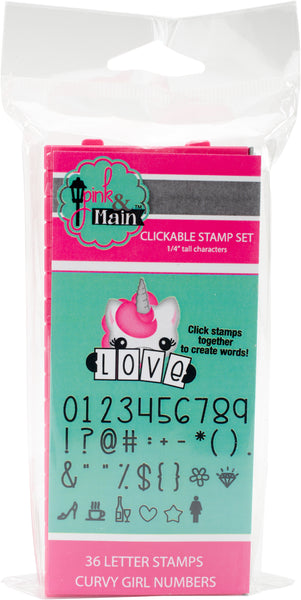 pink &
Main™
CLICKABLE STAMP SET
1/4" tall characters
Click stamps
together
to create words!
LOVe
0123456789
!?@#:+-*().
&""%${}
36 LETTER STAMPS
CURVY GIRL NUMBERS